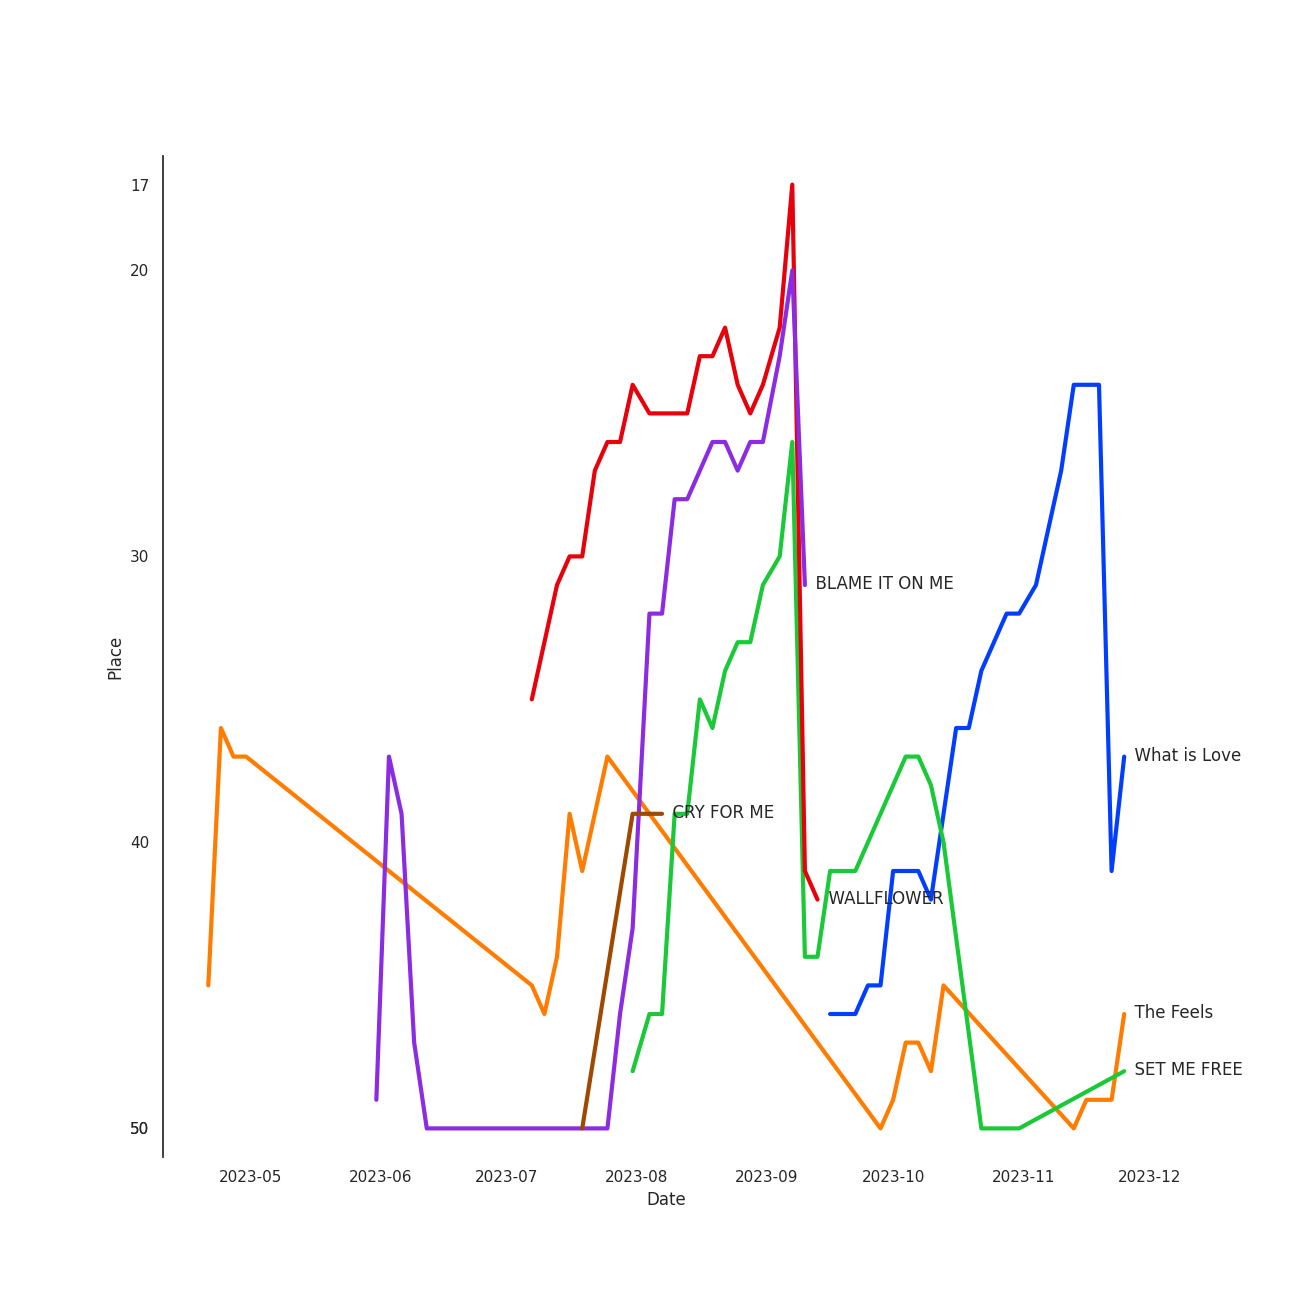 17
20
30
40
50
Place
BLAME IT ON ME
What is Love
CRY FOR ME
WALLFLOWER
The Feels
SET ME FREE
2023-05 2023-06 2023-07 2023-08 2023-09 2023-10 2023-11 2023-12
Date